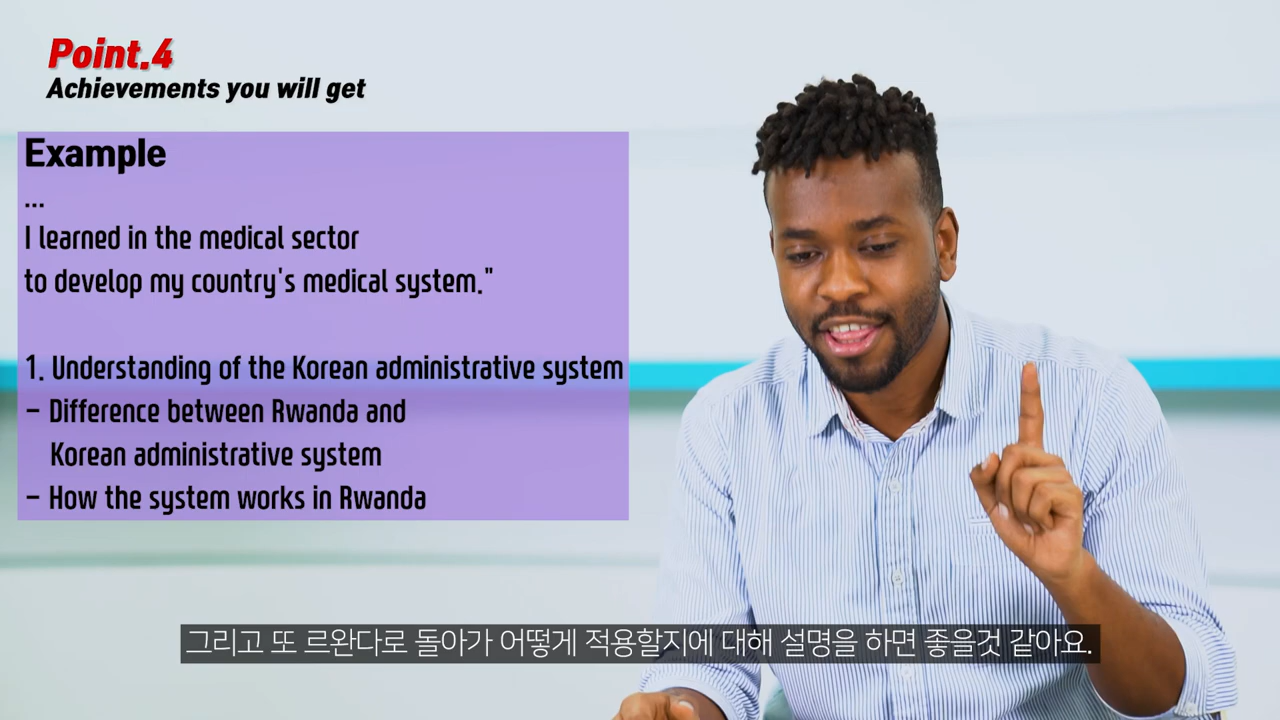 Point.4
Achievements you will get
Example
...
I learned in the medical sector
to develop my country's medical system."
1. Understanding of the Korean administrative system
- Difference between Rwanda and
Korean administrative system
- How the system works in Rwanda
그리고 또 르완다로 돌아가 어떻게 적용할지에 대해 설명을 하면 좋을것 같아요.